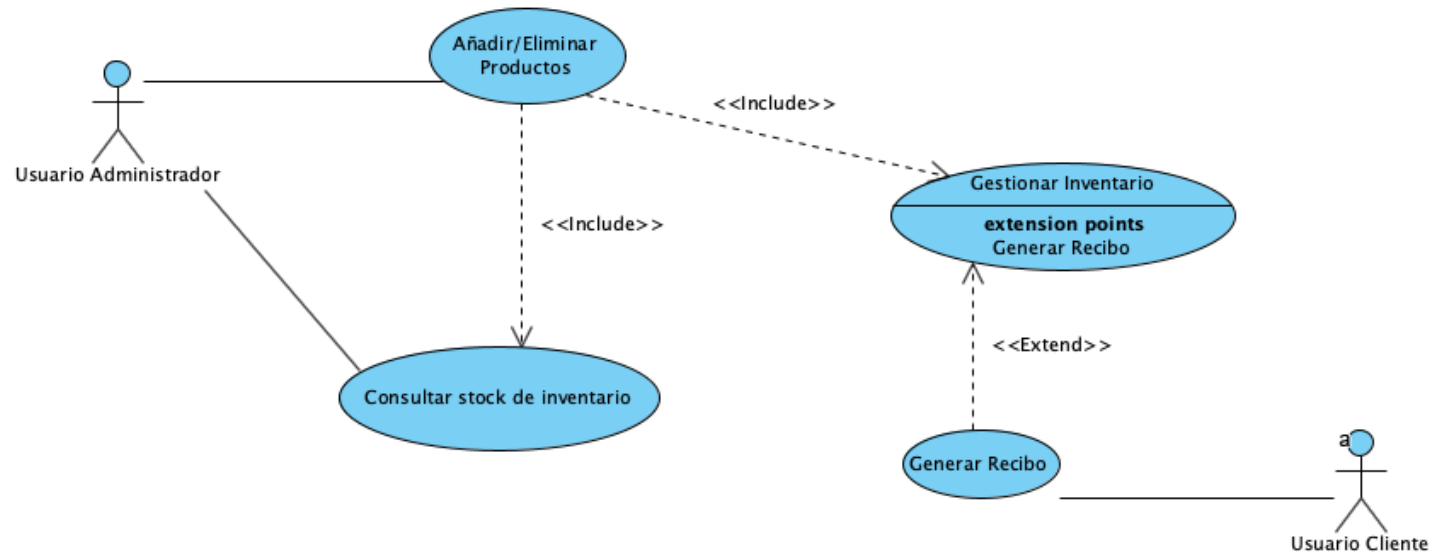 Añadir/Eliminar
Productos
<<Include>>
Usuario Administrador
Gestionar Inventario
<<Include>>
extension points
Generar Recibo
<<Extend>>
Consultar stock de inventario
a
Generar Recibo
Usuario Cliente